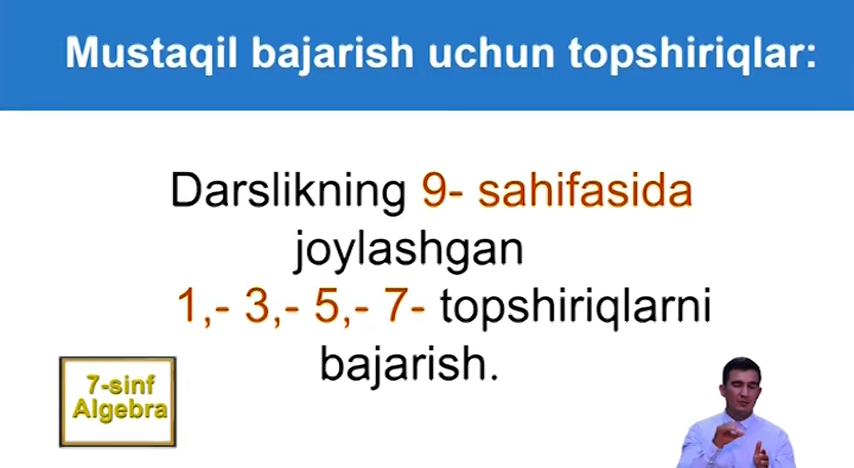 Mustaqil bajarish uchun topshiriqlar:
Darslikning 9- sahifasida
joylashgan
1,- 3,- 5,- 7- topshiriqlarni
bajarish.
7-sinf
Algebra